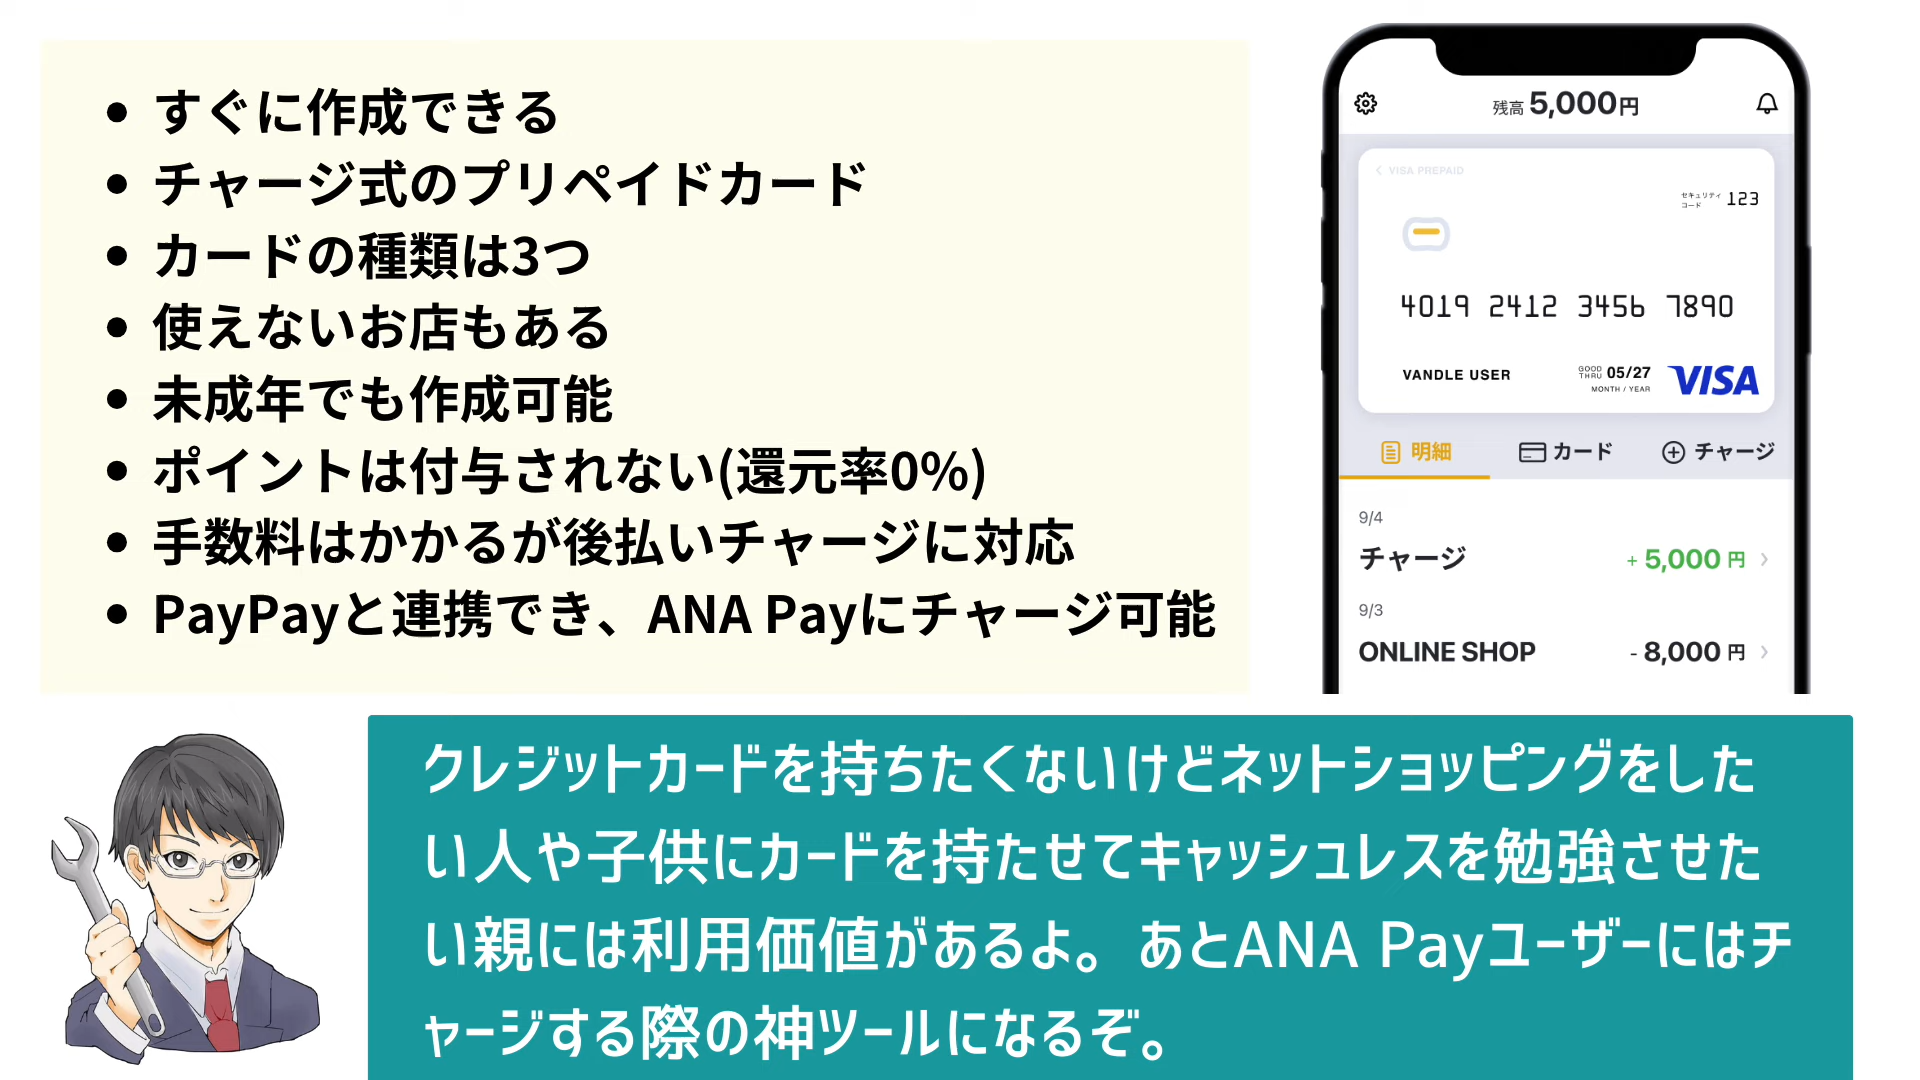 すぐに作成できる
チャージ式のプリペイドカード
カードの種類は3つ
使えないお店もある
未成年でも作成可能
ポイントは付与されない(還元率0%)
手数料はかかるが後払いチャージに対応
PayPayと連携でき、ANA Payにチャージ可能
残高 5,000円
VISA PREPAID
セキュリティ
コード 123
4019 2412 3456 7890
VANDLE USER
GOOD THRU 05/27
MONTH / YEAR
VISA
明細 カード チャージ
9/4
チャージ + 5,000 円
9/3
ONLINE SHOP - 8,000 円
クレジットカードを持ちたくないけどネットショッピングをした
い人や子供にカードを持たせてキャッシュレスを勉強させた
い親には利用価値があるよ。あとANA Payユーザーにはチ
ャージする際の神ツールになるぞ。